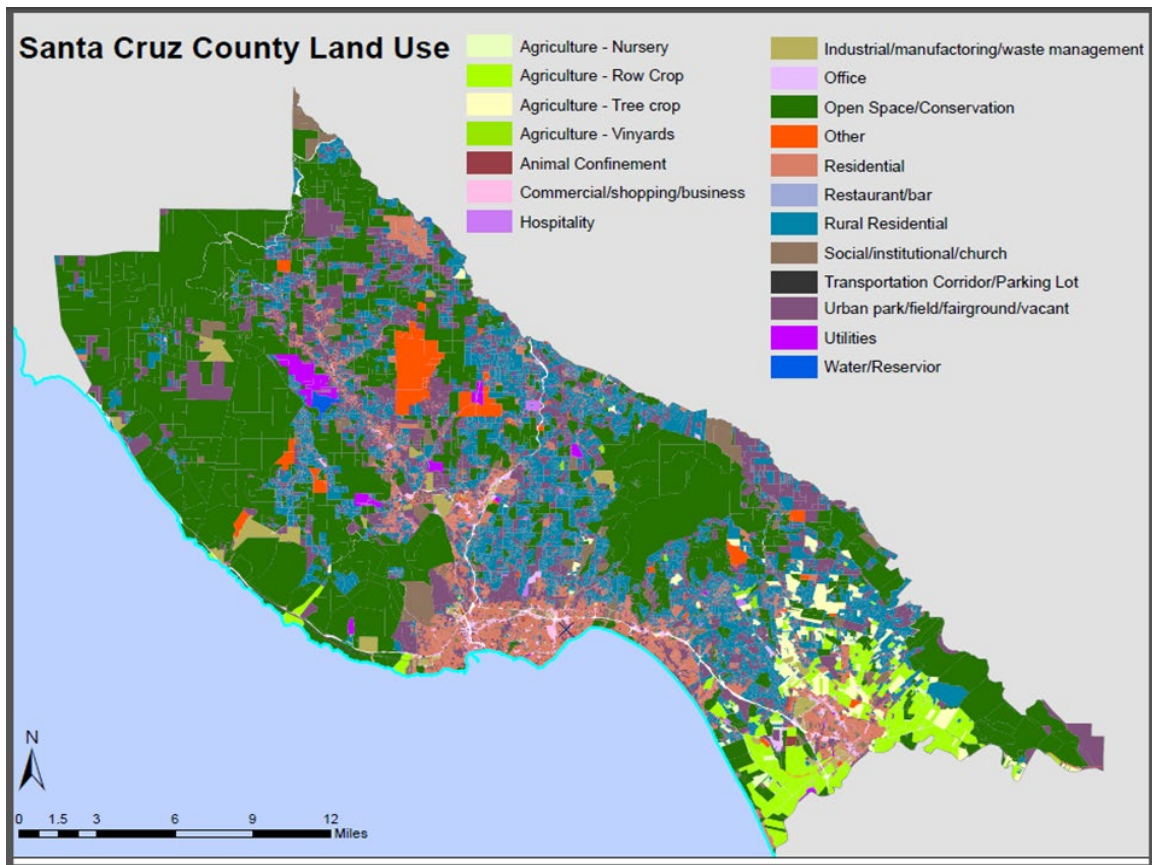 Santa Cruz County Land Use
Agriculture - Nursery
Agriculture - Row Crop
Agriculture - Tree crop
Agriculture - Vinyards
Animal Confinement
Commercial/shopping/business
Hospitality
Industrial/manufactoring/waste management
Office
Open Space/Conservation
Other
Residential
Restaurant/bar
Rural Residential
Social/institutional/church
Transportation Corridor/Parking Lot
Urban park/field/fairground/vacant
Utilities
Water/Reservior
N
0 1.5 3 6 9 12
Miles